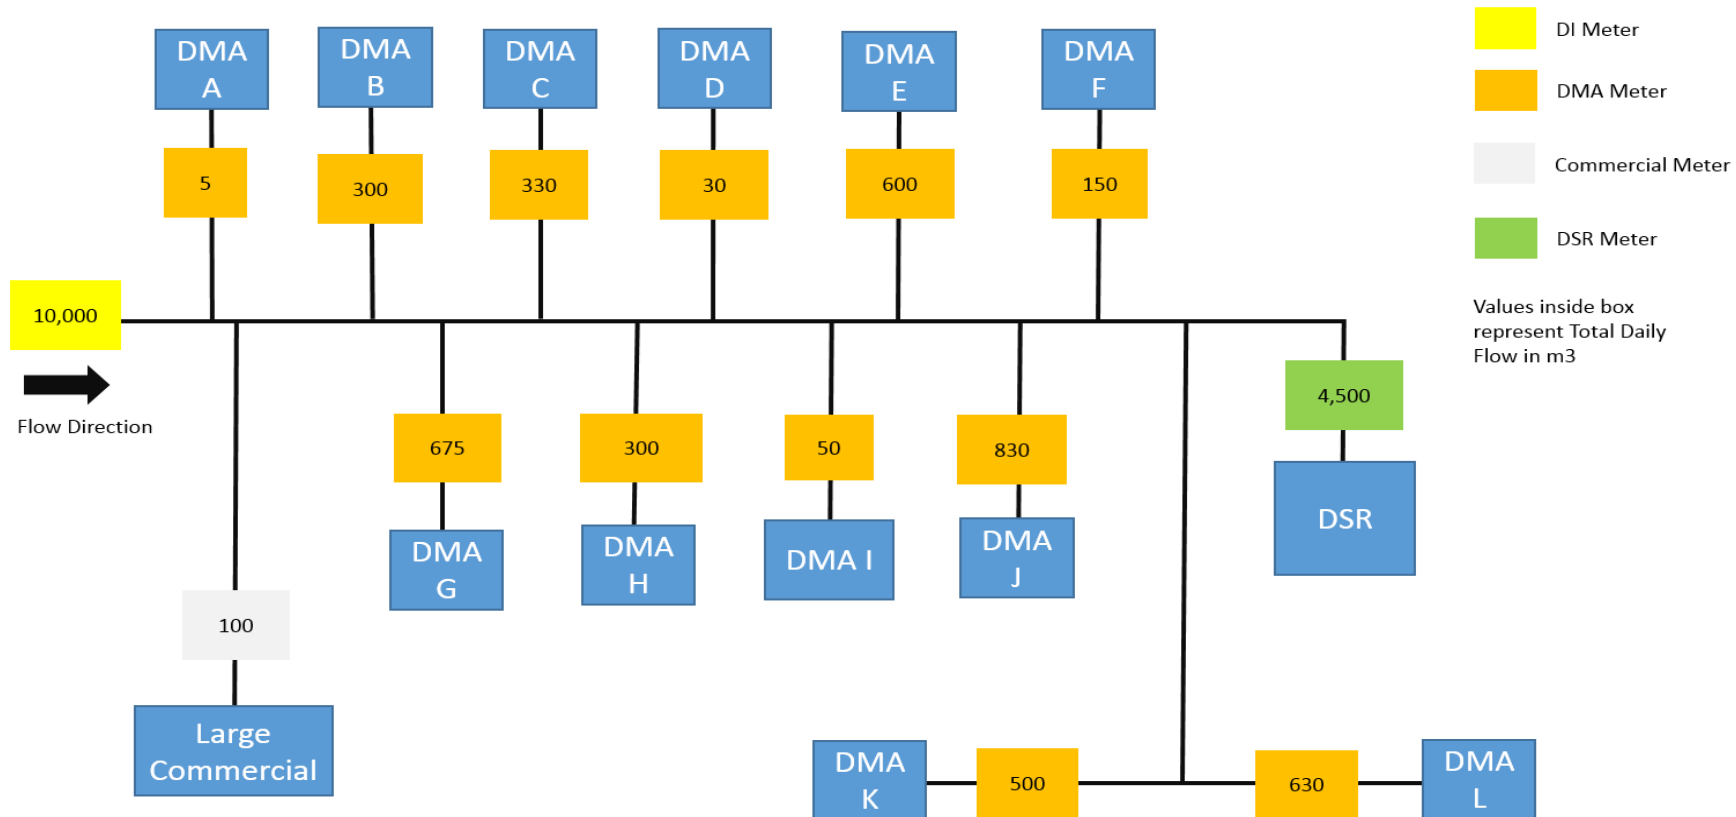 DMA
A
DMA
B
DMA
C
DMA
D
DMA
E
DMA
F
DI Meter
DMA Meter
Commercial Meter
DSR Meter
Values inside box
represent Total Daily
Flow in m3
5
300
330
30
600
150
10,000
Flow Direction
4,500
DSR
675
300
50
830
DMA
G
DMA
H
DMA I
DMA
J
100
Large
Commercial
DMA
K
500
630
DMA
L